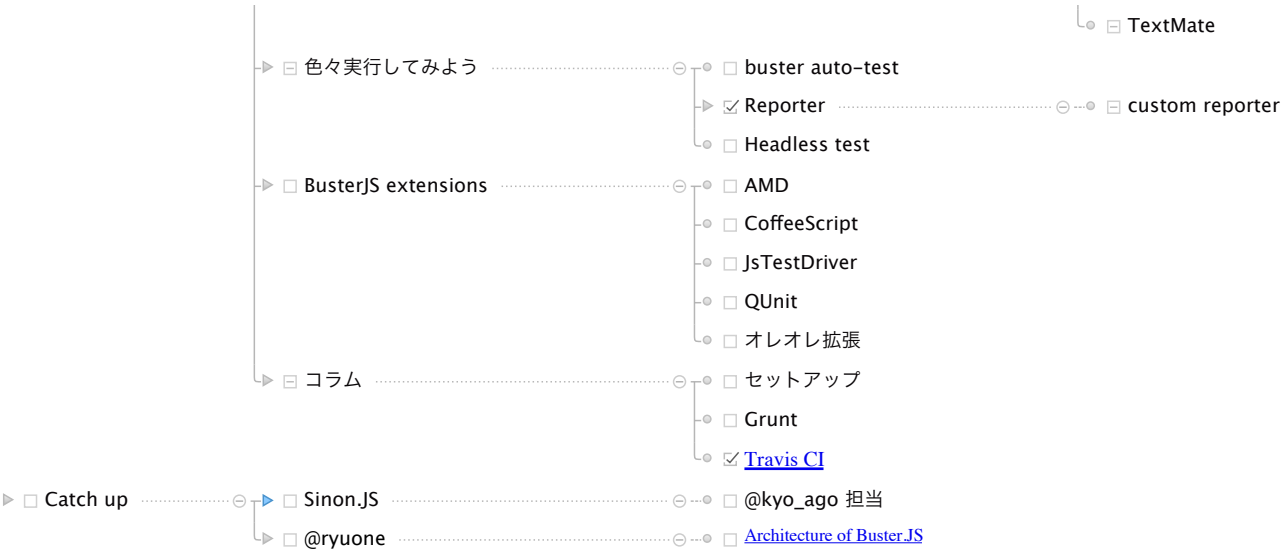 TextMate
色々実行してみよう
buster auto-test
Reporter
custom reporter
Headless test
BusterJS extensions
AMD
CoffeeScript
JsTestDriver
QUnit
オレオレ拡張
コラム
セットアップ
Grunt
Travis CI
Catch up
Sinon.JS
@kyo_ago 担当
@ryuone
Architecture of Buster.JS